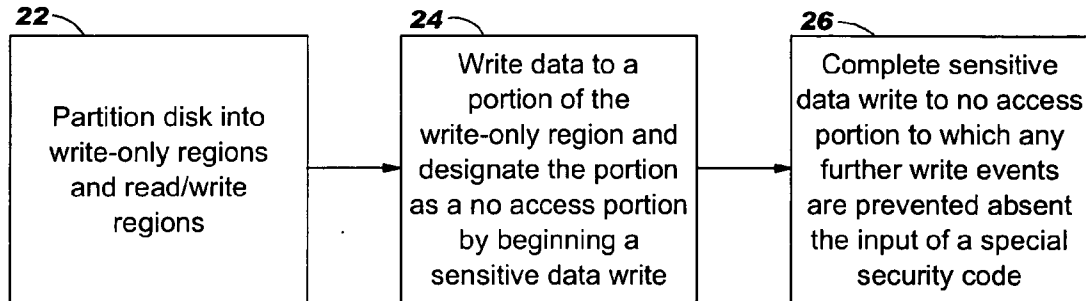 22
Partition disk into
write-only regions
and read/write
regions
24
Write data to a
portion of the
write-only region and
designate the portion
as a no access portion
by beginning a
sensitive data write
26
Complete sensitive
data write to no access
portion to which any
further write events
are prevented absent
the input of a special
security code